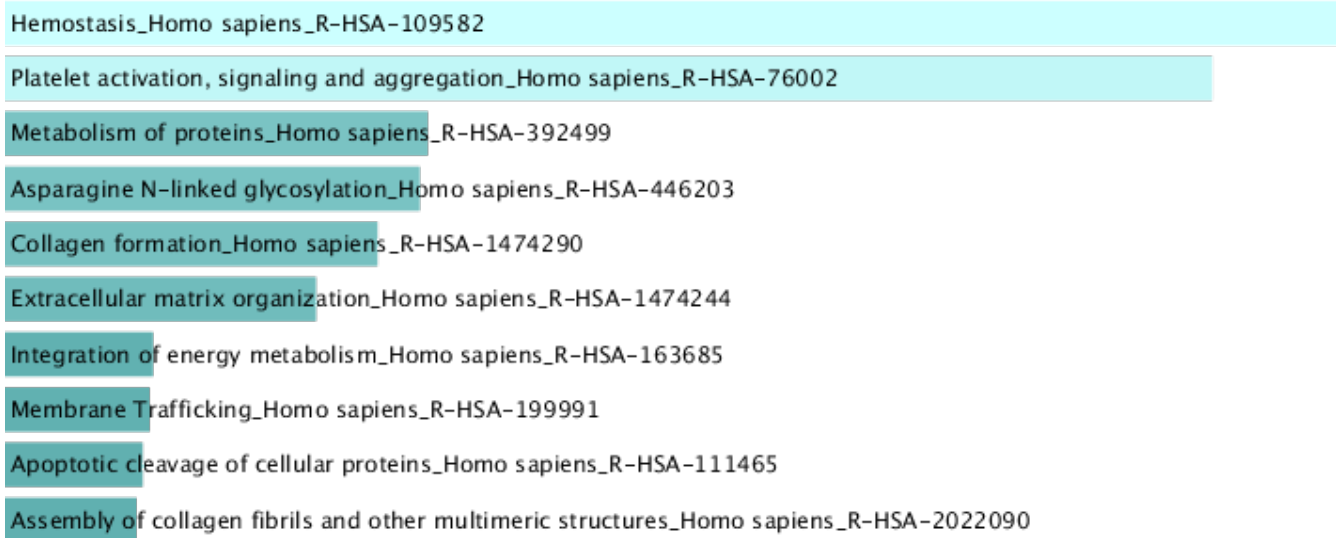 Hemostasis_Homo sapiens_R-HSA-109582
Platelet activation, signaling and aggregation_Homo sapiens_R-HSA-76002
Metabolism of proteins_Homo sapiens_R-HSA-392499
Asparagine N-linked glycosylation_Homo sapiens_R-HSA-446203
Collagen formation_Homo sapiens_R-HSA-1474290
Extracellular matrix organization_Homo sapiens_R-HSA-1474244
Integration of energy metabolism_Homo sapiens_R-HSA-163685
Membrane Trafficking_Homo sapiens_R-HSA-199991
Apoptotic cleavage of cellular proteins_Homo sapiens_R-HSA-111465
Assembly of collagen fibrils and other multimeric structures_Homo sapiens_R-HSA-2022090